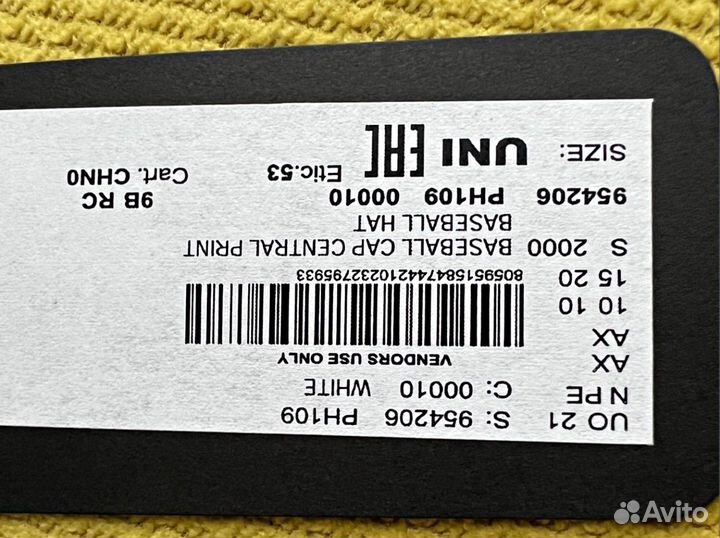 UO 21 S: 954206 PH109
N PE C: 00010 WHITE
AX VENDORS USE ONLY
AX
10 10
15 20 805951584744210232795933
S 2000 BASEBALL CAP CENTRAL PRINT
BASEBALL HAT
954206 PH109 00010 9B RC
SIZE: UNI EAC Etic.53 Cart. CHN0
Avito